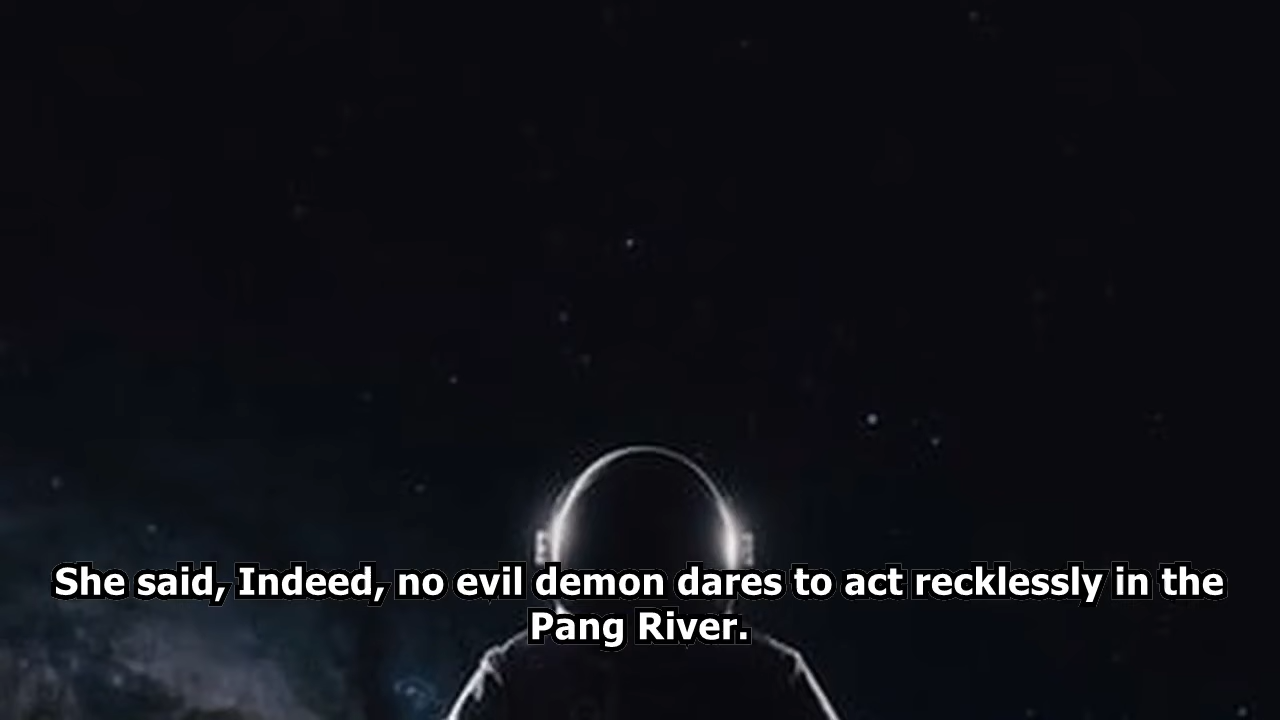 She said, Indeed, no evil demon dares to act recklessly in the
Pang River.